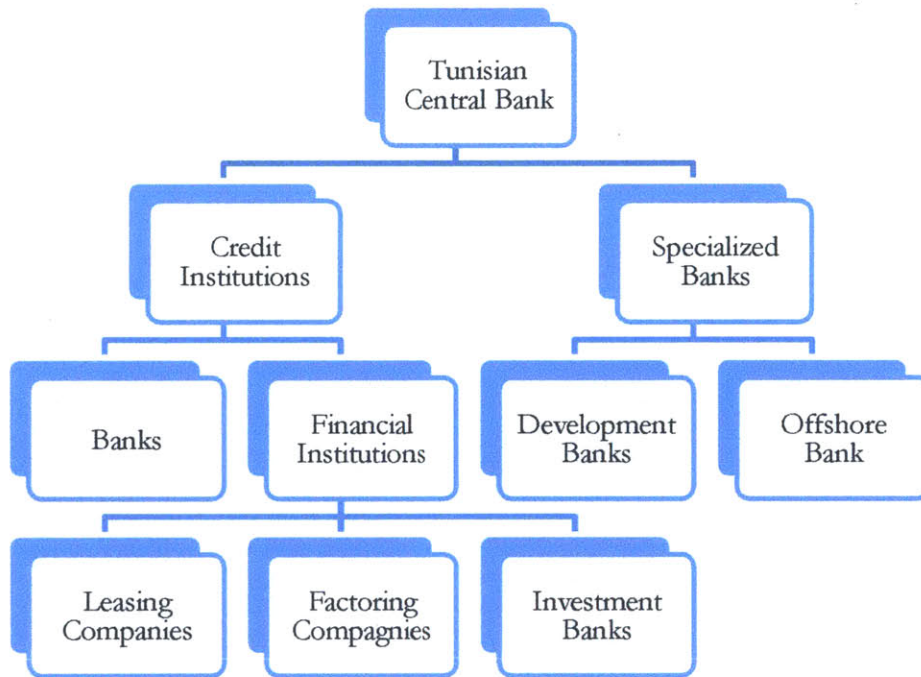 Tunisian
Central Bank
Credit
Institutions
Specialized
Banks
Banks
Financial
Institutions
Development
Banks
Offshore
Bank
Leasing
Companies
Factoring
Compagnies
Investment
Banks